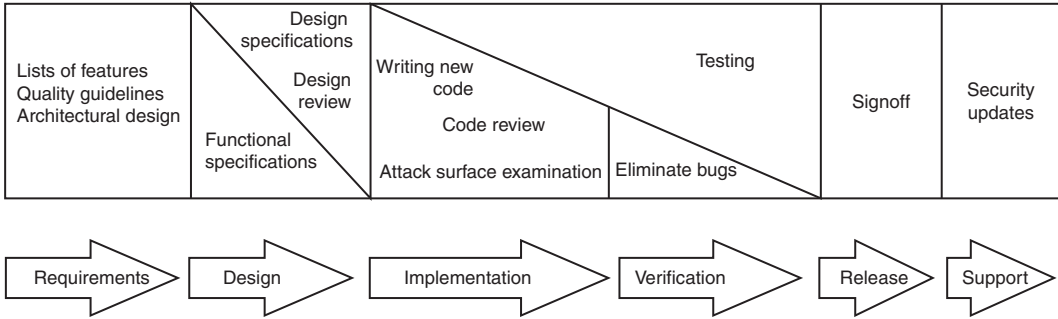 Lists of features
Quality guidelines
Architectural design
Design
specifications
Design
review
Functional
specifications
Writing new
code
Code review
Attack surface examination
Testing
Eliminate bugs
Signoff
Security
updates
Requirements
Design
Implementation
Verification
Release
Support